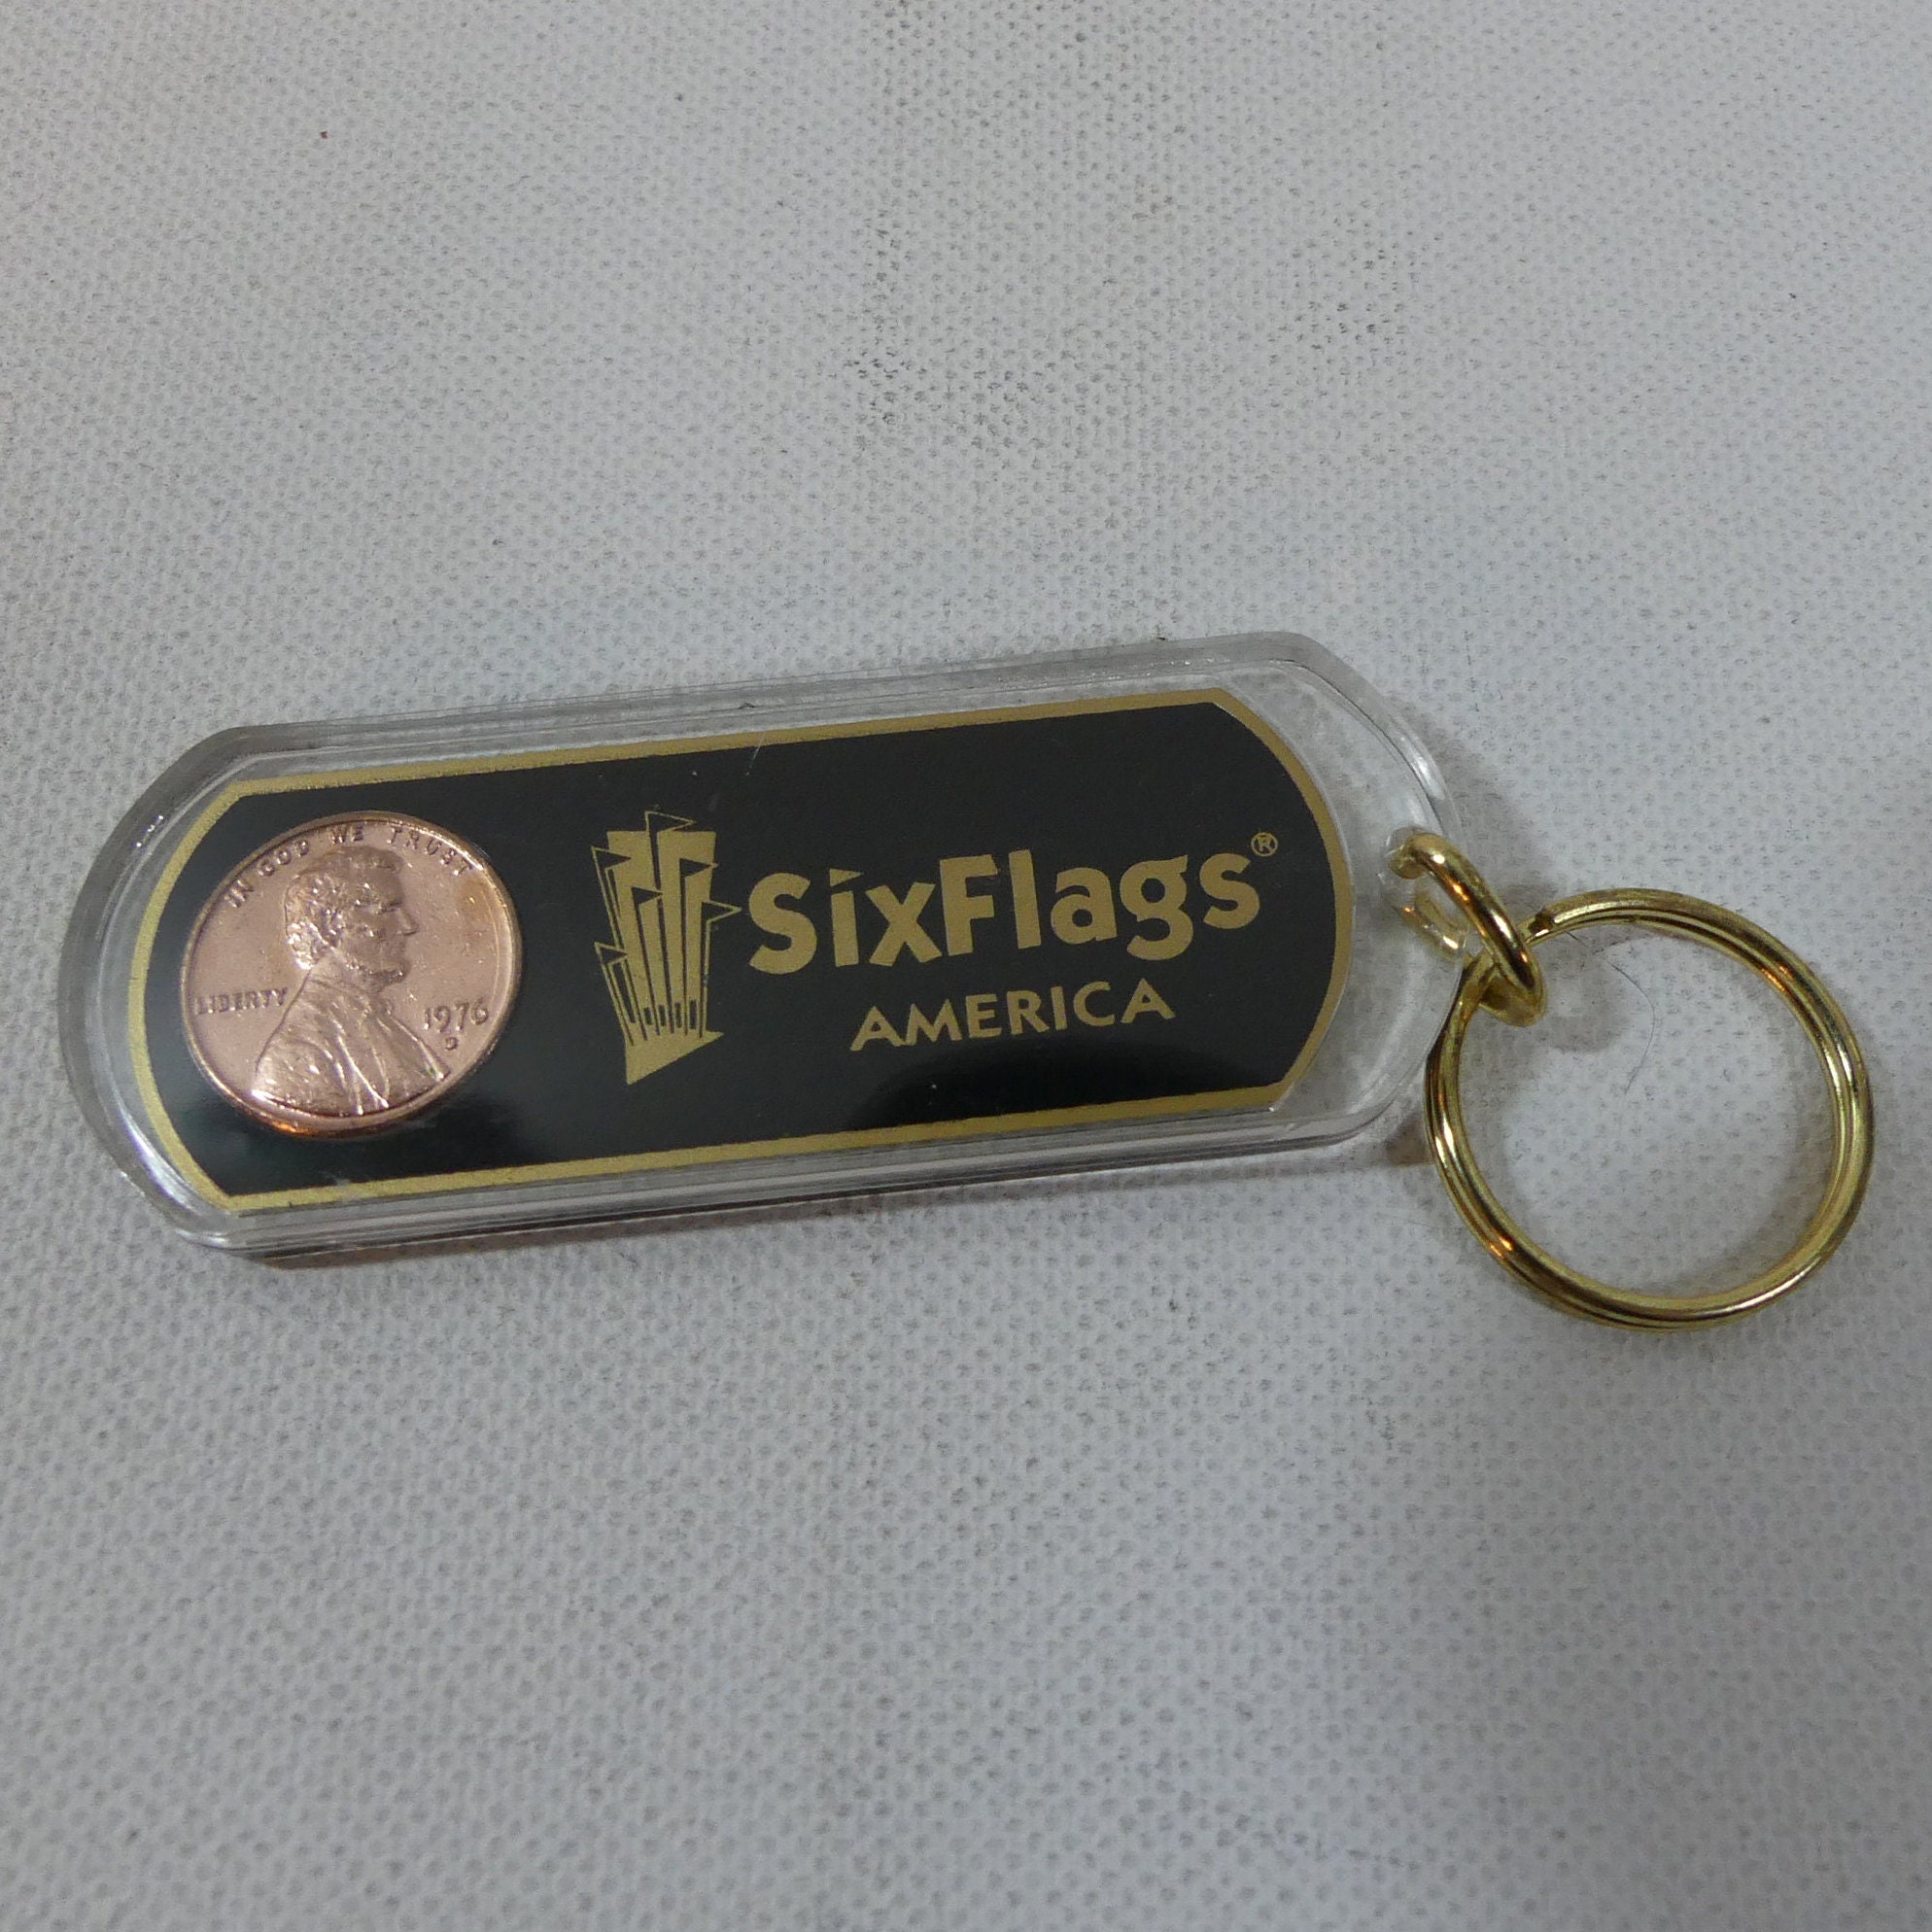 IN GOD WE TRUST
LIBERTY
1976
D
SixFlags®
AMERICA